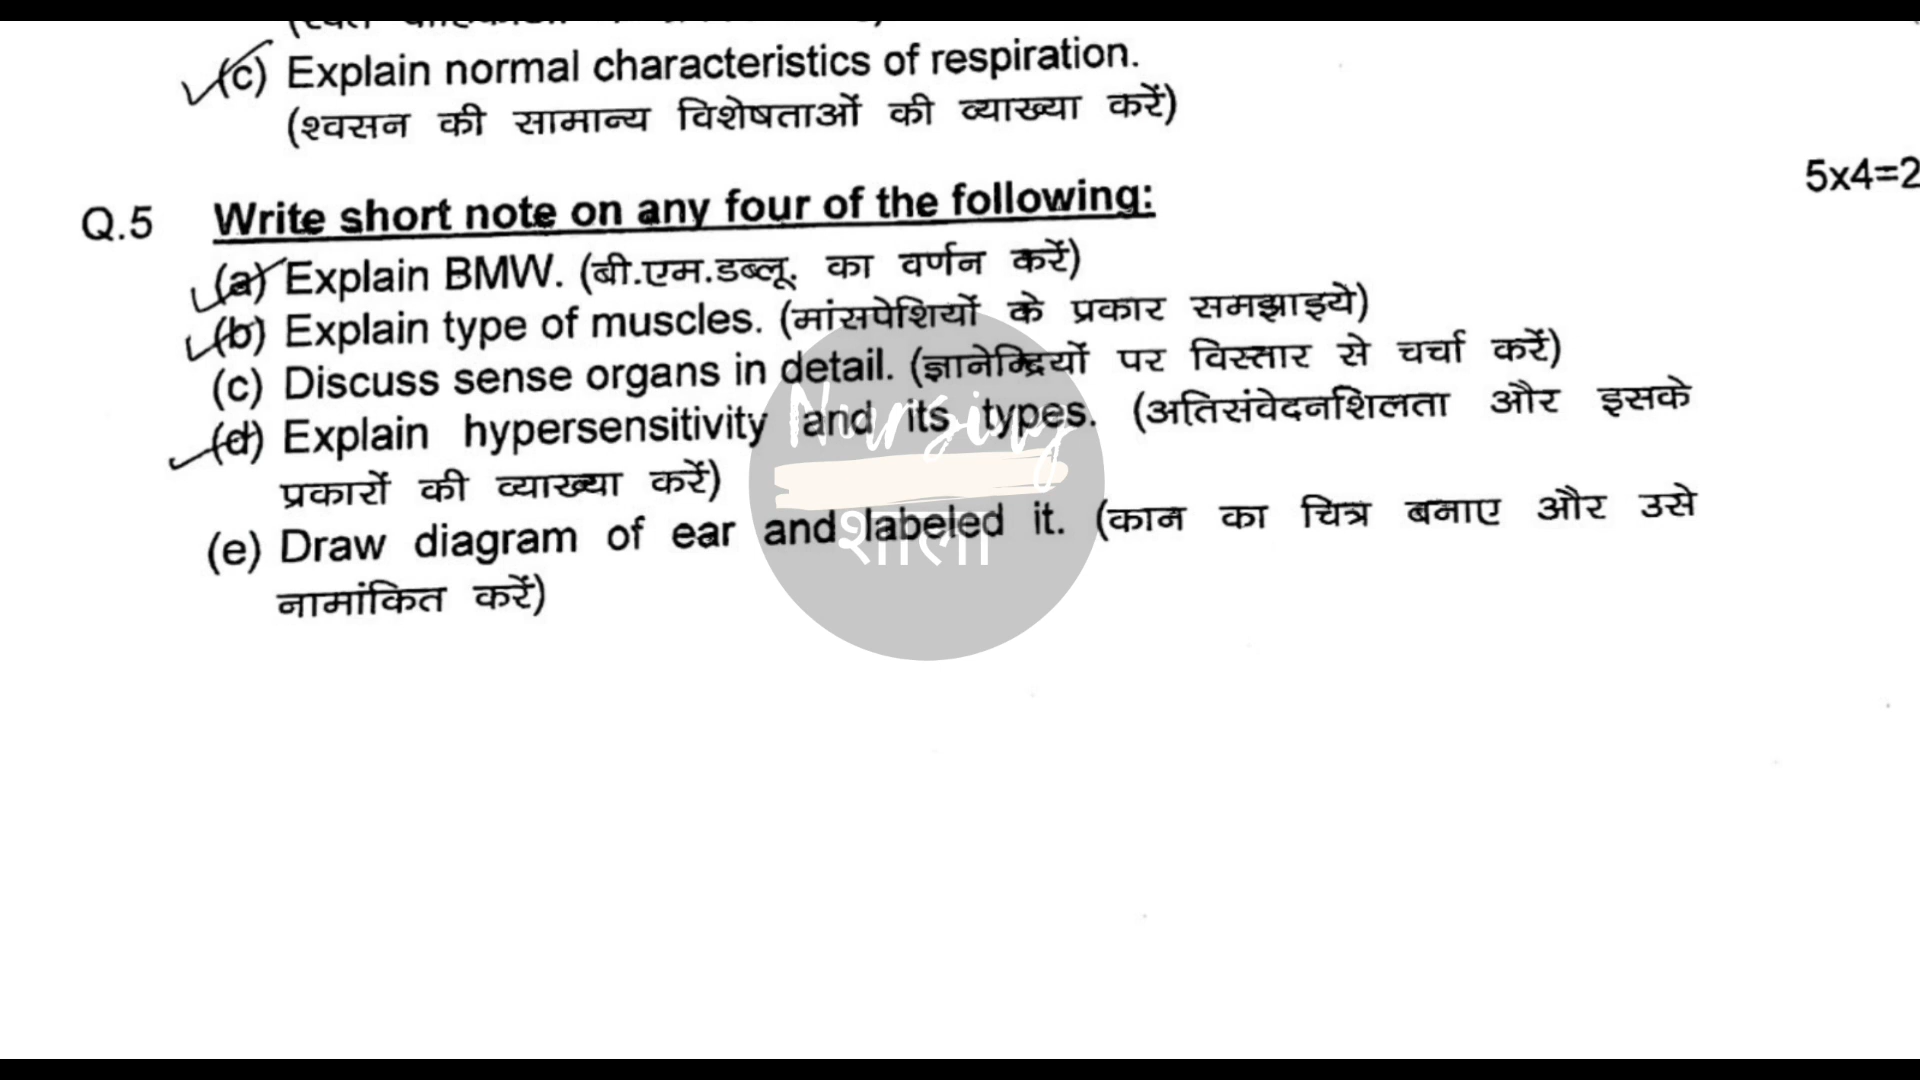 (c) Explain normal characteristics of respiration.
(श्वसन की सामान्य विशेषताओं की व्याख्या करें)
5x4=2
Q.5 Write short note on any four of the following:
(a) Explain BMW. (बी.एम.डब्लू. का वर्णन करें)
(b) Explain type of muscles. (मांसपेशियों के प्रकार समझाइये)
(c) Discuss sense organs in detail. (ज्ञानेन्द्रियों पर विस्तार से चर्चा करें)
(d) Explain hypersensitivity and its types. (अतिसंवेदनशिलता और इसके
प्रकारों की व्याख्या करें)
(e) Draw diagram of ear and labeled it. (कान का चित्र बनाए और उसे
नामांकित करें)
Nursing
शाला